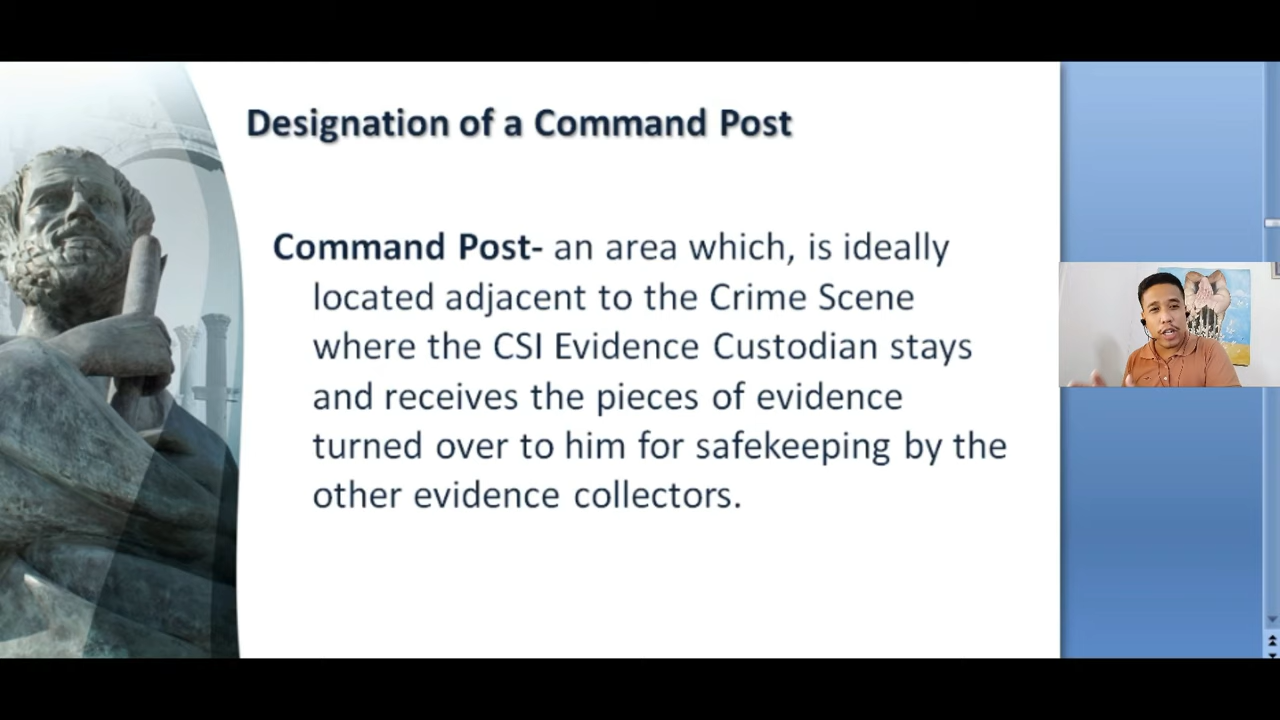 Designation of a Command Post
Command Post- an area which, is ideally
located adjacent to the Crime Scene
where the CSI Evidence Custodian stays
and receives the pieces of evidence
turned over to him for safekeeping by the
other evidence collectors.